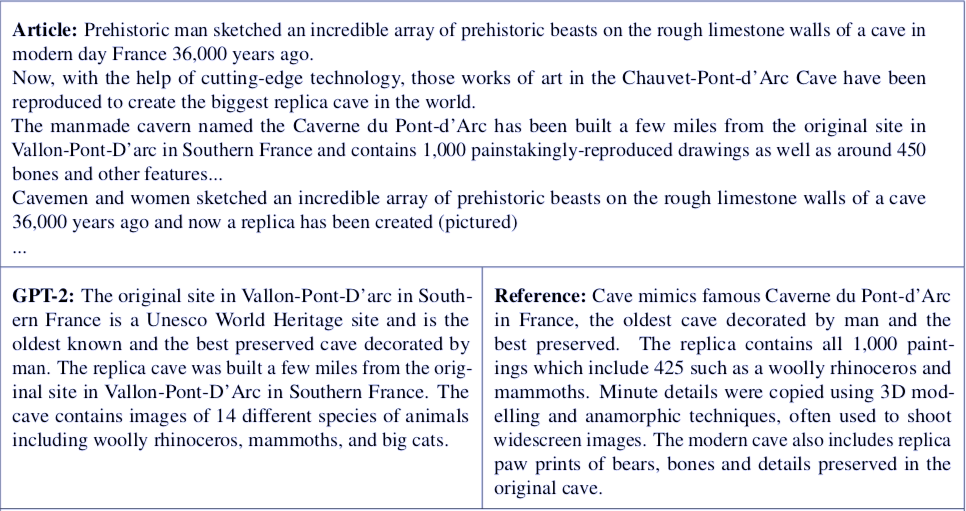 Article: Prehistoric man sketched an incredible array of prehistoric beasts on the rough limestone walls of a cave in
modern day France 36,000 years ago.
Now, with the help of cutting-edge technology, those works of art in the Chauvet-Pont-d'Arc Cave have been
reproduced to create the biggest replica cave in the world.
The manmade cavern named the Caverne du Pont-d'Arc has been built a few miles from the original site in
Vallon-Pont-D'arc in Southern France and contains 1,000 painstakingly-reproduced drawings as well as around 450
bones and other features...
Cavemen and women sketched an incredible array of prehistoric beasts on the rough limestone walls of a cave
36,000 years ago and now a replica has been created (pictured)
...
GPT-2: The original site in Vallon-Pont-D'arc in South-
ern France is a Unesco World Heritage site and is the
oldest known and the best preserved cave decorated by
man. The replica cave was built a few miles from the orig-
inal site in Vallon-Pont-D'Arc in Southern France. The
cave contains images of 14 different species of animals
including woolly rhinoceros, mammoths, and big cats.
Reference: Cave mimics famous Caverne du Pont-d'Arc
in France, the oldest cave decorated by man and the
best preserved. The replica contains all 1,000 paint-
ings which include 425 such as a woolly rhinoceros and
mammoths. Minute details were copied using 3D mod-
elling and anamorphic techniques, often used to shoot
widescreen images. The modern cave also includes replica
paw prints of bears, bones and details preserved in the
original cave.